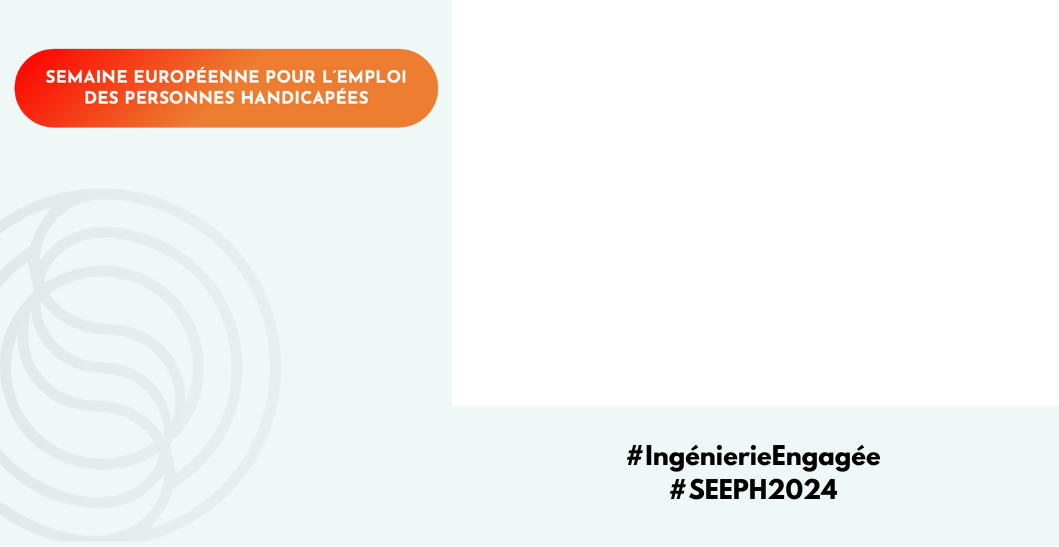 SEMAINE EUROPÉENNE POUR L'EMPLOI
DES PERSONNES HANDICAPÉES
#IngénierieEngagée
#SEEPH2024